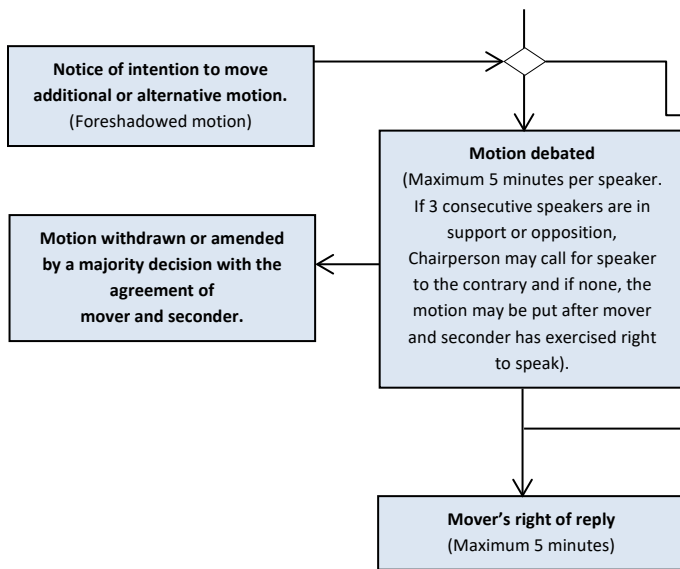 Notice of intention to move
additional or alternative motion.
(Foreshadowed motion)
Motion debated
(Maximum 5 minutes per speaker.
If 3 consecutive speakers are in
support or opposition,
Chairperson may call for speaker
to the contrary and if none, the
motion may be put after mover
and seconder has exercised right
to speak).
Motion withdrawn or amended
by a majority decision with the
agreement of
mover and seconder.
Mover’s right of reply
(Maximum 5 minutes)